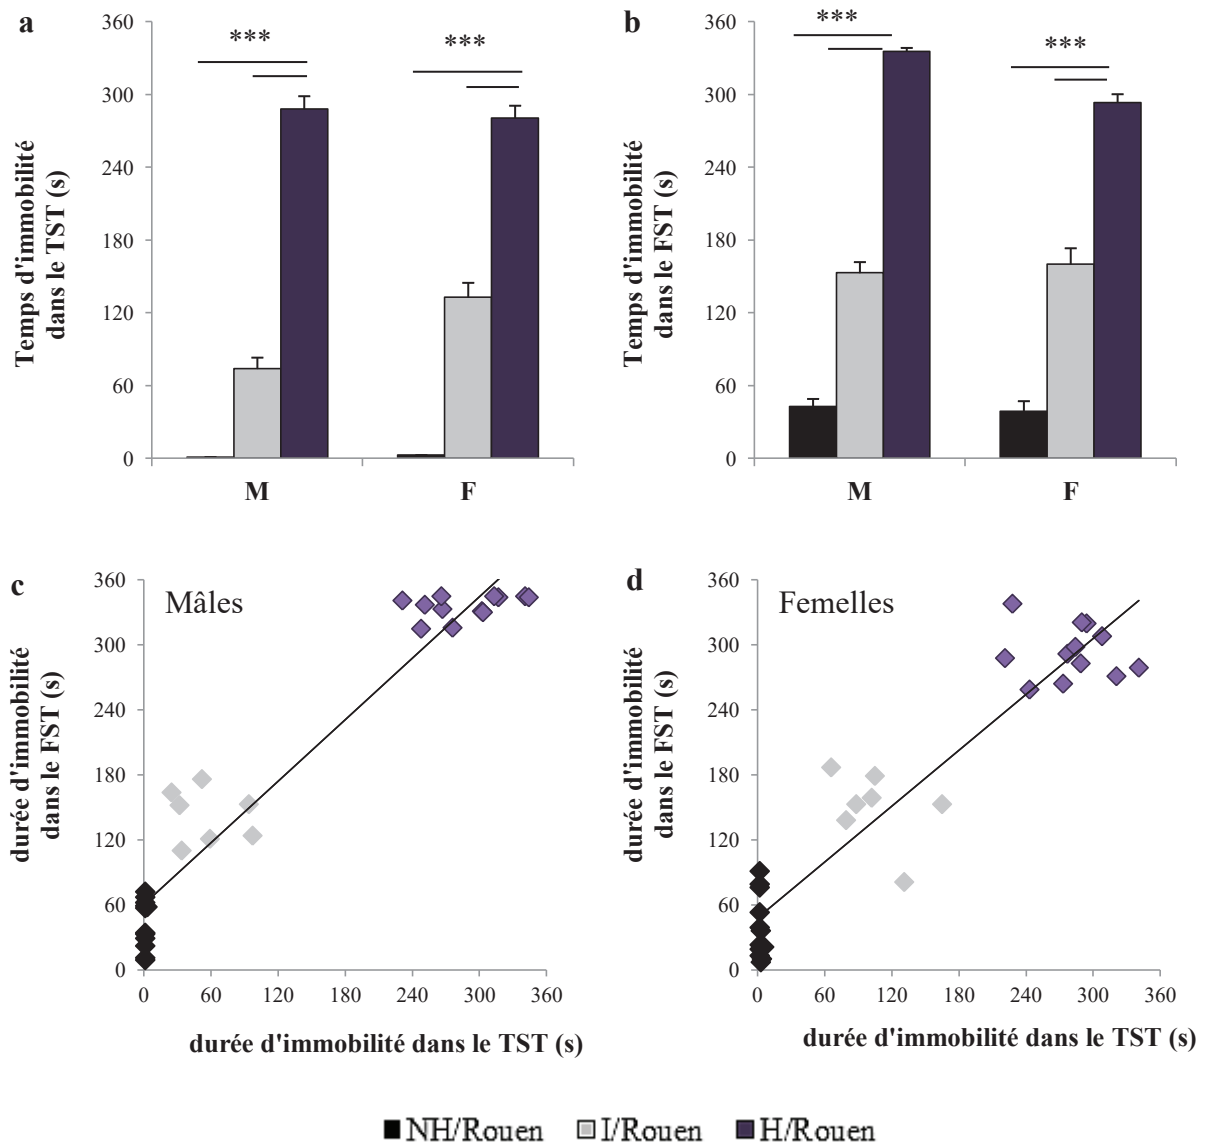 a
Temps d'immobilité
dans le TST (s)
360
300
240
180
120
60
0
***
***
M
F
b
Temps d'immobilité
dans le FST (s)
360
300
240
180
120
60
0
***
***
M
F
c
durée d'immobilité
dans le FST (s)
360
300
240
180
120
60
0
Mâles
0 60 120 180 240 300 360
durée d'immobilité dans le TST (s)
d
durée d'immobilité
dans le FST (s)
360
300
240
180
120
60
0
Femelles
0 60 120 180 240 300 360
durée d'immobilité dans le TST (s)
NH/Rouen I/Rouen H/Rouen